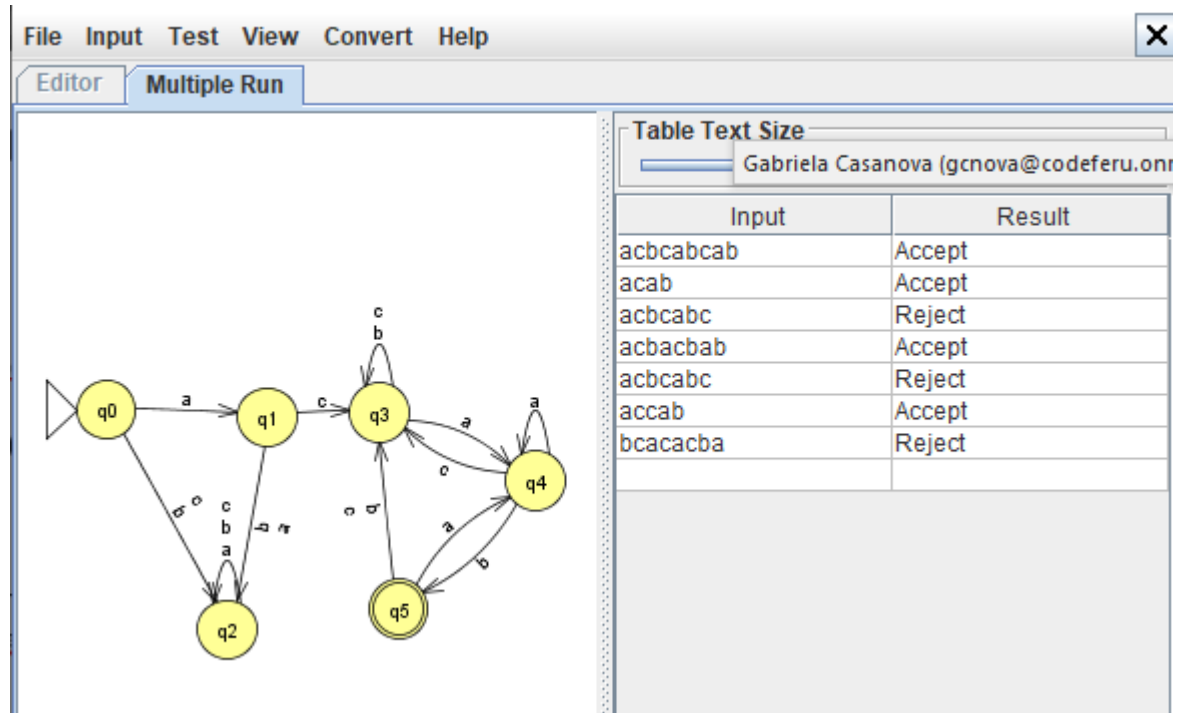 File Input Test View Convert Help
Editor Multiple Run
Table Text Size
Gabriela Casanova (gcnova@codeferu.onr
Input Result
acbcabcab Accept
acab Accept
acbcabc Reject
acbacbab Accept
acbcabc Reject
accab Accept
bcacacba Reject
c
b
q0 a q1 c q3 a a
c q4
b c
c
b
a
b a
c b
a b
q2 q5